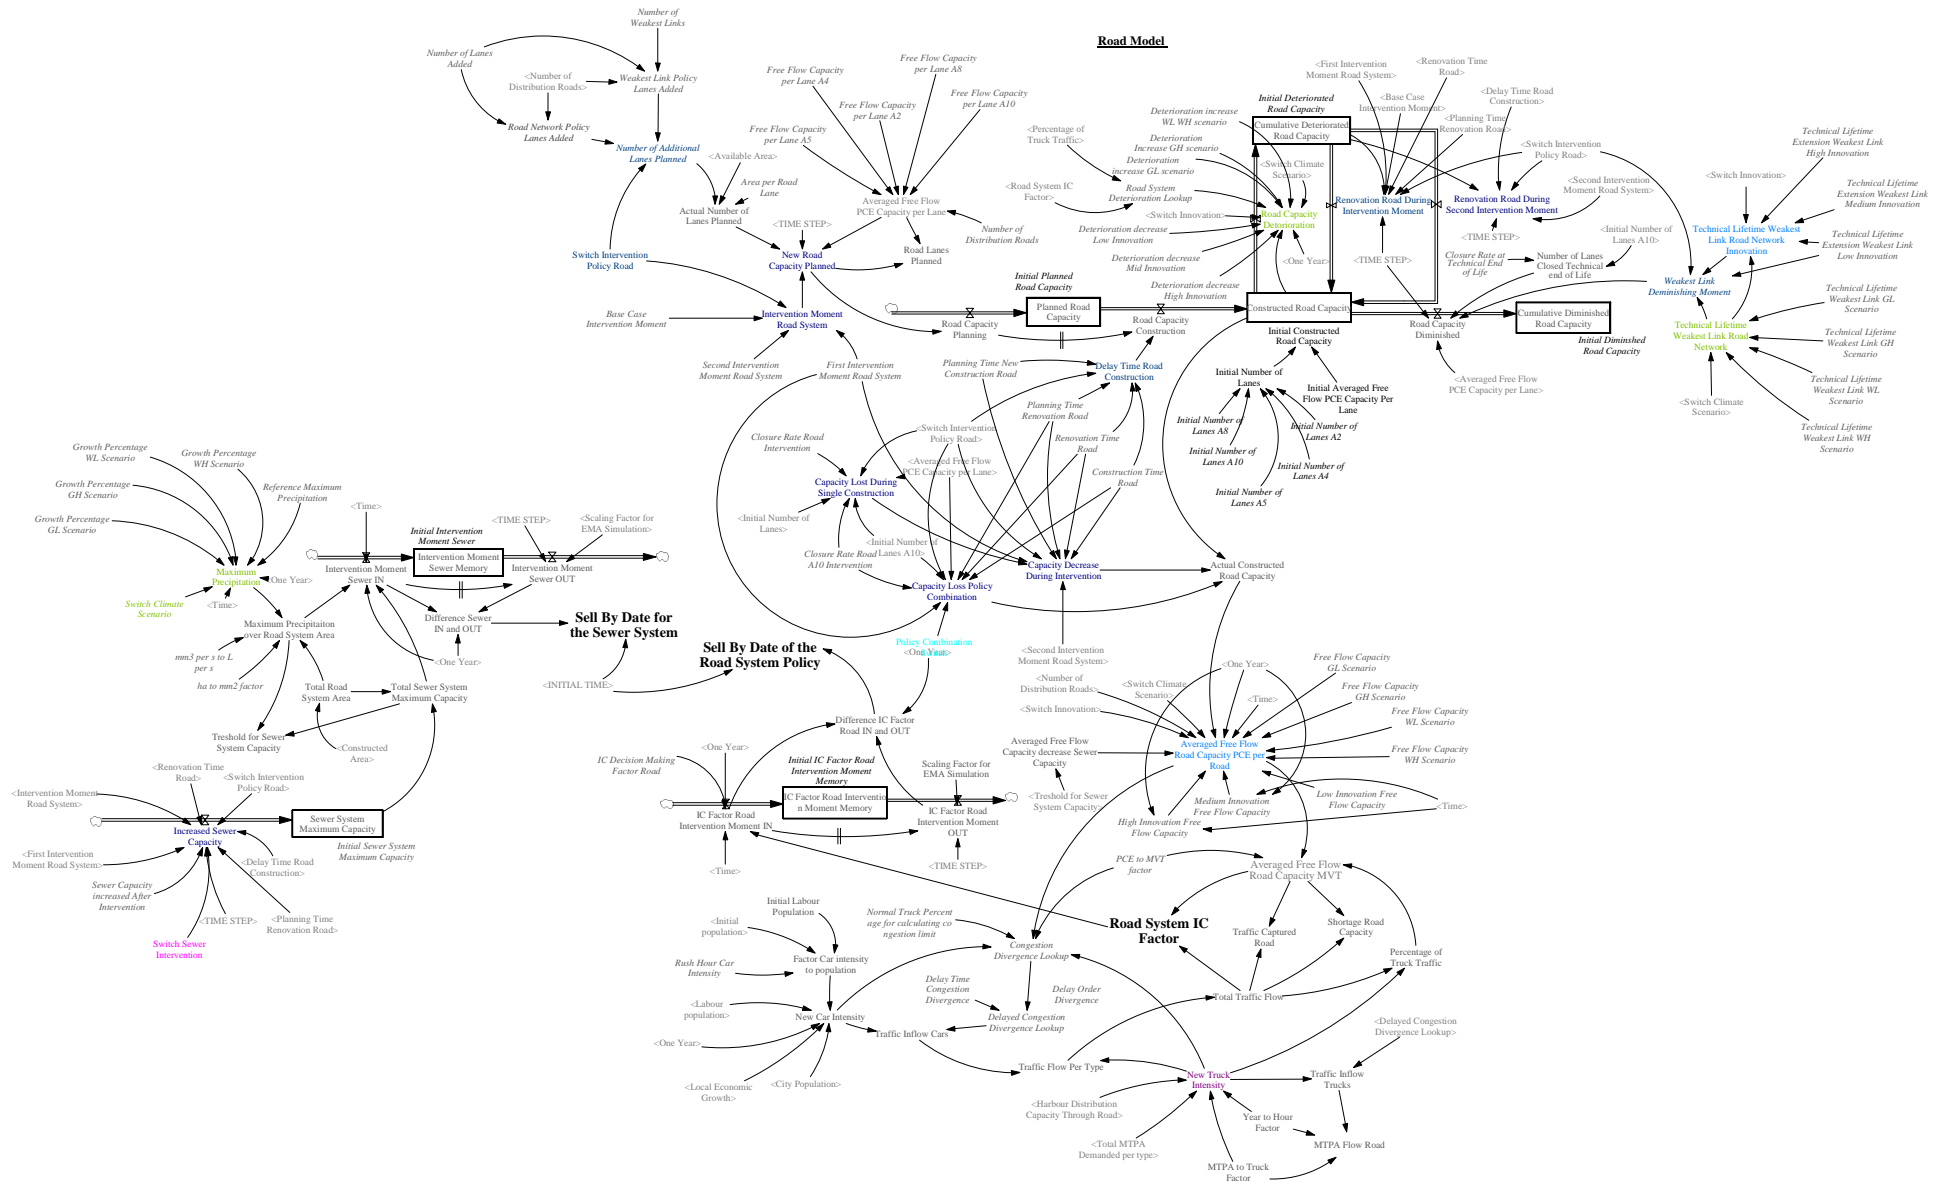 Road Model
Number of
Weakest Links
Number of Lanes
Added
<Number of
Distribution Roads>
Weakest Link Policy
Lanes Added
Road Network Policy
Lanes Added
Number of Additional
Lanes Planned
<Available Area>
Area per Road
Lane
Actual Number of
Lanes Planned
Free Flow Capacity
per Lane A4
Free Flow Capacity
per Lane A8
Free Flow Capacity
per Lane A2
Free Flow Capacity
per Lane A10
Free Flow Capacity
per Lane A5
Averaged Free Flow
PCE Capacity per Lane
Number of
Distribution Roads
Road Lanes
Planned
<TIME STEP>
New Road
Capacity Planned
Switch Intervention
Policy Road
Base Case
Intervention Moment
Intervention Moment
Road System
Second Intervention
Moment Road System
First Intervention
Moment Road System
<First Intervention
Moment Road System>
<Renovation Time
Road>
<Base Case
Intervention Moment>
<Delay Time Road
Construction>
<Planning Time
Renovation Road>
<Switch Intervention
Policy Road>
<Second Intervention
Moment Road System>
Initial Deteriorated
Road Capacity
Cumulative Deteriorated
Road Capacity
Deterioration increase
WL WH scenario
<Percentage of
Truck Traffic>
Deterioration
Increase GH scenario
Deterioration
increase GL scenario
<Switch Climate
Scenario>
<Road System IC
Factor>
Road System
Deterioration Lookup
<Switch Innovation>
Deterioration decrease
Low Innovation
Deterioration decrease
Mid Innovation
Deterioration decrease
High Innovation
Road Capacity
Deterioration
<One Year>
Renovation Road During
Intervention Moment
Renovation Road During
Second Intervention Moment
<TIME STEP>
<TIME STEP>
Closure Rate at
Technical End
of Life
Number of Lanes
Closed Technical
end of Life
<Initial Number of
Lanes A10>
Technical Lifetime
Extension Weakest Link
High Innovation
<Switch Innovation>
Technical Lifetime
Extension Weakest Link
Medium Innovation
Technical Lifetime Weakest
Link Road Network
Innovation
Technical Lifetime
Extension Weakest Link
Low Innovation
Weakest Link
Deminishing Moment
Technical Lifetime
Weakest Link GL
Scenario
Technical Lifetime
Weakest Link Road
Network
Technical Lifetime
Weakest Link GH
Scenario
Technical Lifetime
Weakest Link WL
Scenario
Technical Lifetime
Weakest Link WH
Scenario
<Switch Climate
Scenario>
Initial Planned
Road Capacity
Planned Road
Capacity
Road Capacity
Planning
Road Capacity
Construction
Constructed Road Capacity
Initial Constructed
Road Capacity
Road Capacity
Diminished
Cumulative Diminished
Road Capacity
Initial Diminshed
Road Capacity
<Averaged Free Flow
PCE Capacity per Lane>
Initial Number of
Lanes
Initial Averaged Free
Flow PCE Capacity Per
Lane
Initial Number of
Lanes A8
Initial Number of
Lanes A2
Initial Number of
Lanes A10
Initial Number of
Lanes A4
Initial Number of
Lanes A5
Planning Time New
Construction Road
Delay Time Road
Construction
Planning Time
Renovation Road
Renovation Time
Road
Construction Time
Road
<Switch Intervention
Policy Road>
Closure Rate Road
Intervention
<Averaged Free Flow
PCE Capacity per Lane>
Capacity Lost During
Single Construction
<Initial Number of
Lanes>
<Initial Number of
Lanes A10>
Closure Rate Road
A10 Intervention
Capacity Loss Policy
Combination
Capacity Decrease
During Intervention
Actual Constructed
Road Capacity
Policy Combination
<One Year>
<Second Intervention
Moment Road System>
Growth Percentage
WL Scenario
Growth Percentage
WH Scenario
Growth Percentage
GH Scenario
Reference Maximum
Precipitation
Growth Percentage
GL Scenario
Maximum
Precipitation
<One Year>
<Time>
Switch Climate
Scenario
<Time>
Initial Intervention
Moment Sewer
<TIME STEP>
<Scaling Factor for
EMA Simulation>
Intervention Moment
Sewer Memory
Intervention Moment
Sewer IN
Intervention Moment
Sewer OUT
Difference Sewer
IN and OUT
<One Year>
Maximum Precipitaiton
over Road System Area
mm3 per s to L
per s
ha to mm2 factor
Total Road
System Area
Total Sewer System
Maximum Capacity
Treshold for Sewer
System Capacity
<Constructed
Area>
Sell By Date for
the Sewer System
Sell By Date of the
Road System Policy
<INITIAL TIME>
<Renovation Time
Road>
<Switch Intervention
Policy Road>
<Intervention Moment
Road System>
Increased Sewer
Capacity
Sewer System
Maximum Capacity
Initial Sewer System
Maximum Capacity
<First Intervention
Moment Road System>
<Delay Time Road
Construction>
Sewer Capacity
increased After
Intervention
<TIME STEP>
<Planning Time
Renovation Road>
Switch Sewer
Intervention
Difference IC Factor
Road IN and OUT
<One Year>
IC Decision Making
Factor Road
Initial IC Factor Road
Intervention Moment
Memory
IC Factor Road Interventio
n Moment Memory
IC Factor Road
Intervention Moment IN
<Time>
Scaling Factor for
EMA Simulation
IC Factor Road
Intervention Moment
OUT
<TIME STEP>
<Number of
Distribution Roads>
<Switch Climate
Scenario>
<Switch Innovation>
<One Year>
<Time>
Free Flow Capacity
GL Scenario
Free Flow Capacity
GH Scenario
Free Flow Capacity
WL Scenario
Free Flow Capacity
WH Scenario
Averaged Free Flow
Capacity decrease Sewer
Capacity
<Treshold for Sewer
System Capacity>
Averaged Free Flow
Road Capacity PCE per
Road
High Innovation Free
Flow Capacity
Medium Innovation
Free Flow Capacity
Low Innovation Free
Flow Capacity
<Time>
PCE to MVT
factor
Averaged Free Flow
Road Capacity MVT
Road System IC
Factor
Traffic Captured
Road
Shortage Road
Capacity
Percentage of
Truck Traffic
Total Traffic Flow
Initial Labour
Population
<Initial
population>
Rush Hour Car
Intensity
Factor Car intensity
to population
Normal Truck Percent
age for calculating co
ngestion limit
Congestion
Divergence Lookup
Delay Time
Congestion
Divergence
Delay Order
Divergence
Delayed Congestion
Divergence Lookup
<Labour
population>
New Car Intensity
Traffic Inflow Cars
<One Year>
<Local Economic
Growth>
<City Population>
Traffic Flow Per Type
New Truck
Intensity
<Delayed Congestion
Divergence Lookup>
Traffic Inflow
Trucks
<Harbour Distribution
Capacity Through Road>
Year to Hour
Factor
MTPA Flow Road
<Total MTPA
Demanded per type>
MTPA to Truck
Factor